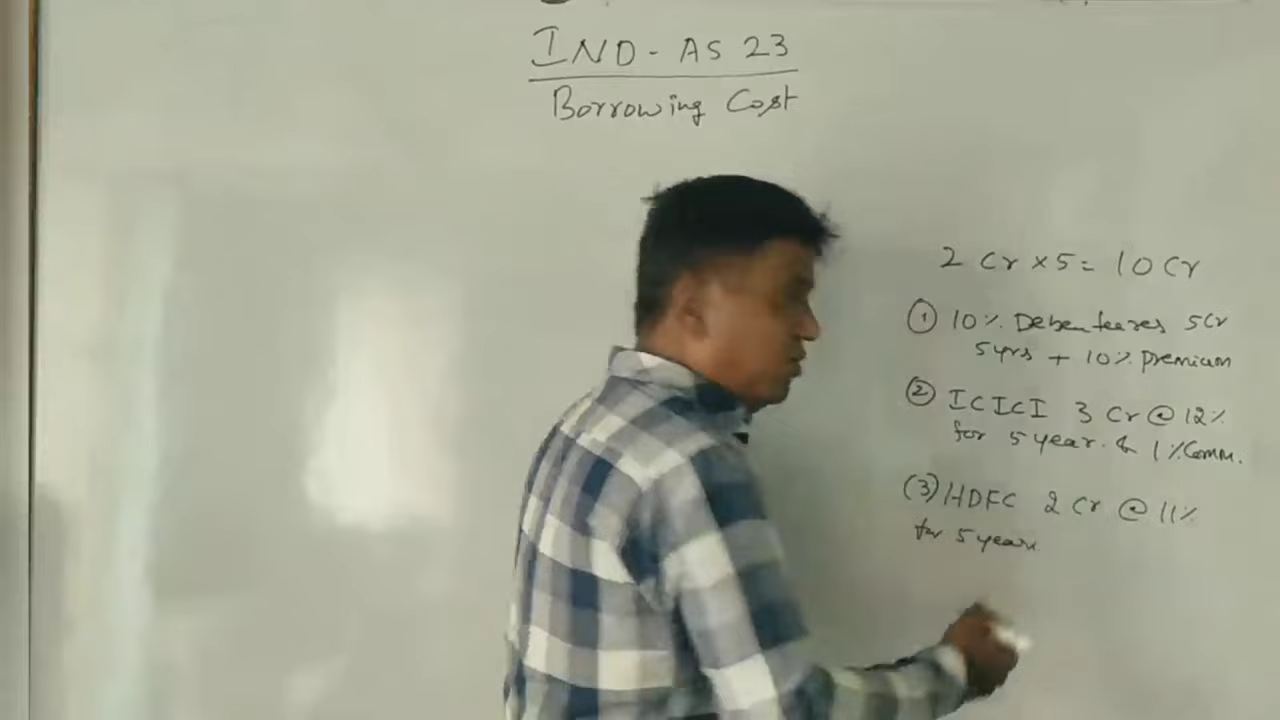 IND-AS 23
Borrowing Cost
2 Cr × 5 = 10 Cr
① 10% Debentures 5Cr
5yrs + 10% Premium
② ICICI 3 Cr @ 12%
for 5 year. & 1% Comm.
(3) HDFC 2 Cr @ 11%
for 5 year.